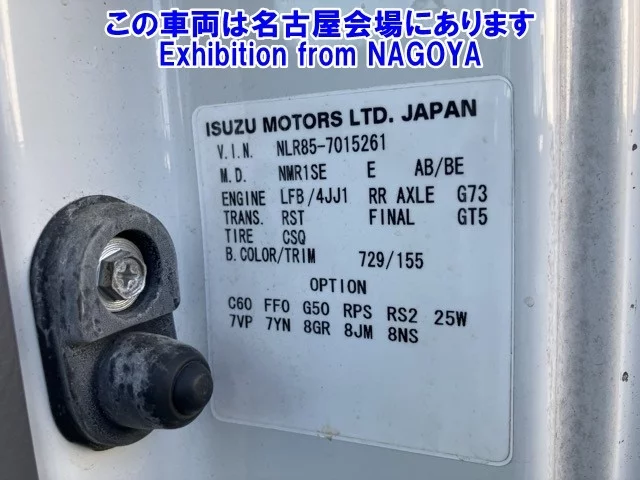 この車両は名古屋会場にあります
Exhibition from NAGOYA
ISUZU MOTORS LTD. JAPAN
V.I.N. NLR85-7015261
M.D. NMR1SE E AB/BE
ENGINE LFB/4JJ1 RR AXLE G73
TRANS. RST FINAL GT5
TIRE CSQ
B.COLOR/TRIM 729/155
OPTION
C60 FF0 G50 RPS RS2 25W
7VP 7YN 8GR 8JM 8NS